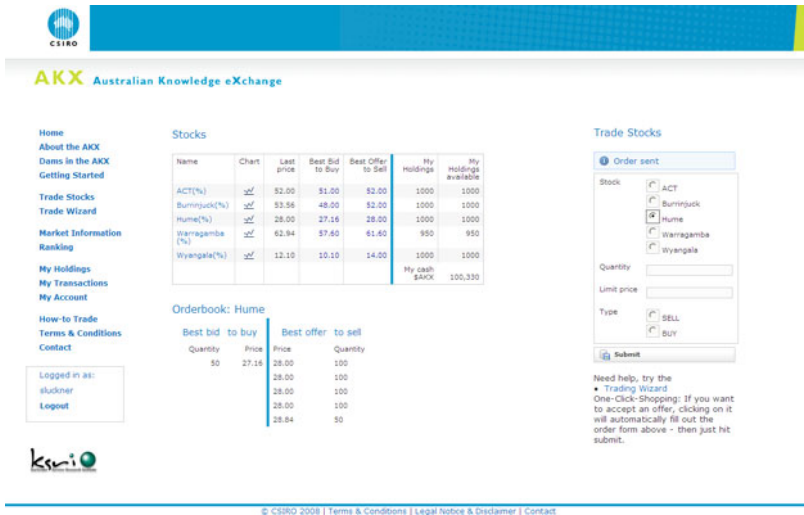 CSIRO
AKX Australian Knowledge eXchange
Home
About the AKX
Dams in the AKX
Getting Started
Trade Stocks
Trade Wizard
Market Information
Ranking
My Holdings
My Transactions
My Account
How-to Trade
Terms & Conditions
Contact
Logged in as:
sluckner
Logout
Stocks
Name Chart Last price Best Bid to Buy Best Offer to Sell My Holdings My Holdings available
ACT(%) 52.00 51.00 52.00 1000 1000
Burrinjuck(%) 53.56 48.00 52.00 1000 1000
Hume(%) 28.00 27.16 28.00 1000 1000
Warragamba (%) 62.94 57.60 61.60 950 950
Wyangala(%) 12.10 10.10 14.00 1000 1000
My cash $AKX 100,330
Orderbook: Hume
Best bid to buy Best offer to sell
Quantity Price Price Quantity
50 27.16 28.00 100
28.00 100
28.00 100
28.00 100
28.84 50
Trade Stocks
Order sent
Stock
ACT
Burrinjuck
Hume
Warragamba
Wyangala
Quantity
Limit price
Type
SELL
BUY
Submit
Need help, try the
• Trading Wizard
One-Click-Shopping: If you want
to accept an offer, clicking on it
will automatically fill out the
order form above - then just hit
submit.
© CSIRO 2008 | Terms & Conditions | Legal Notice & Disclaimer | Contact